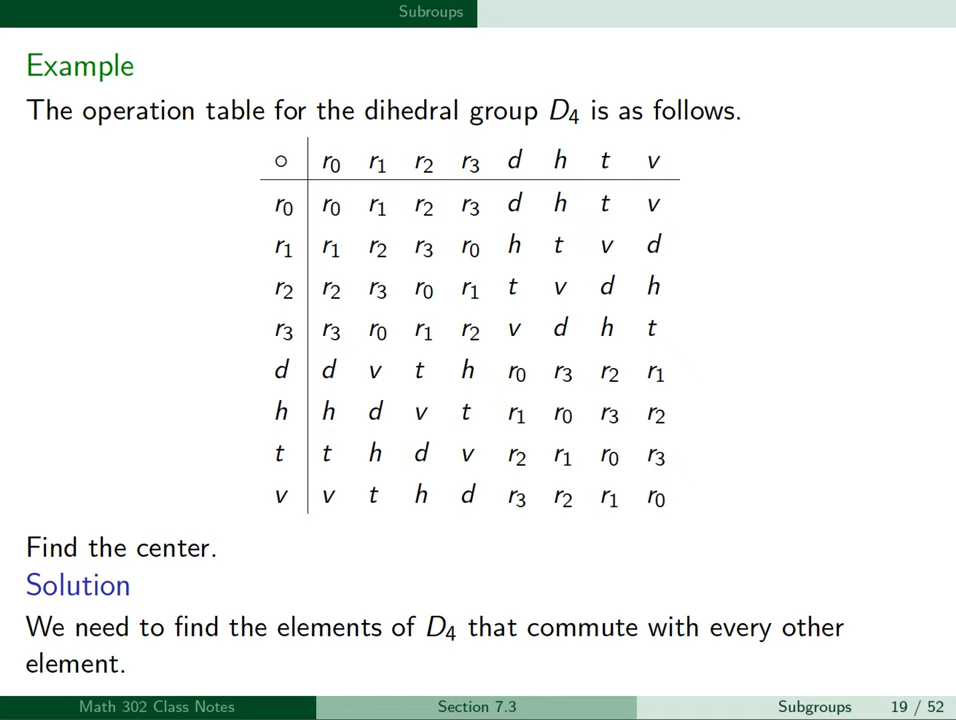 Subroups
Example
The operation table for the dihedral group D₄ is as follows.
∘ r₀ r₁ r₂ r₃ d h t v
r₀ r₀ r₁ r₂ r₃ d h t v
r₁ r₁ r₂ r₃ r₀ h t v d
r₂ r₂ r₃ r₀ r₁ t v d h
r₃ r₃ r₀ r₁ r₂ v d h t
d d v t h r₀ r₃ r₂ r₁
h h d v t r₁ r₀ r₃ r₂
t t h d v r₂ r₁ r₀ r₃
v v t h d r₃ r₂ r₁ r₀
Find the center.
Solution
We need to find the elements of D₄ that commute with every other
element.
Math 302 Class Notes Section 7.3 Subgroups 19 / 52